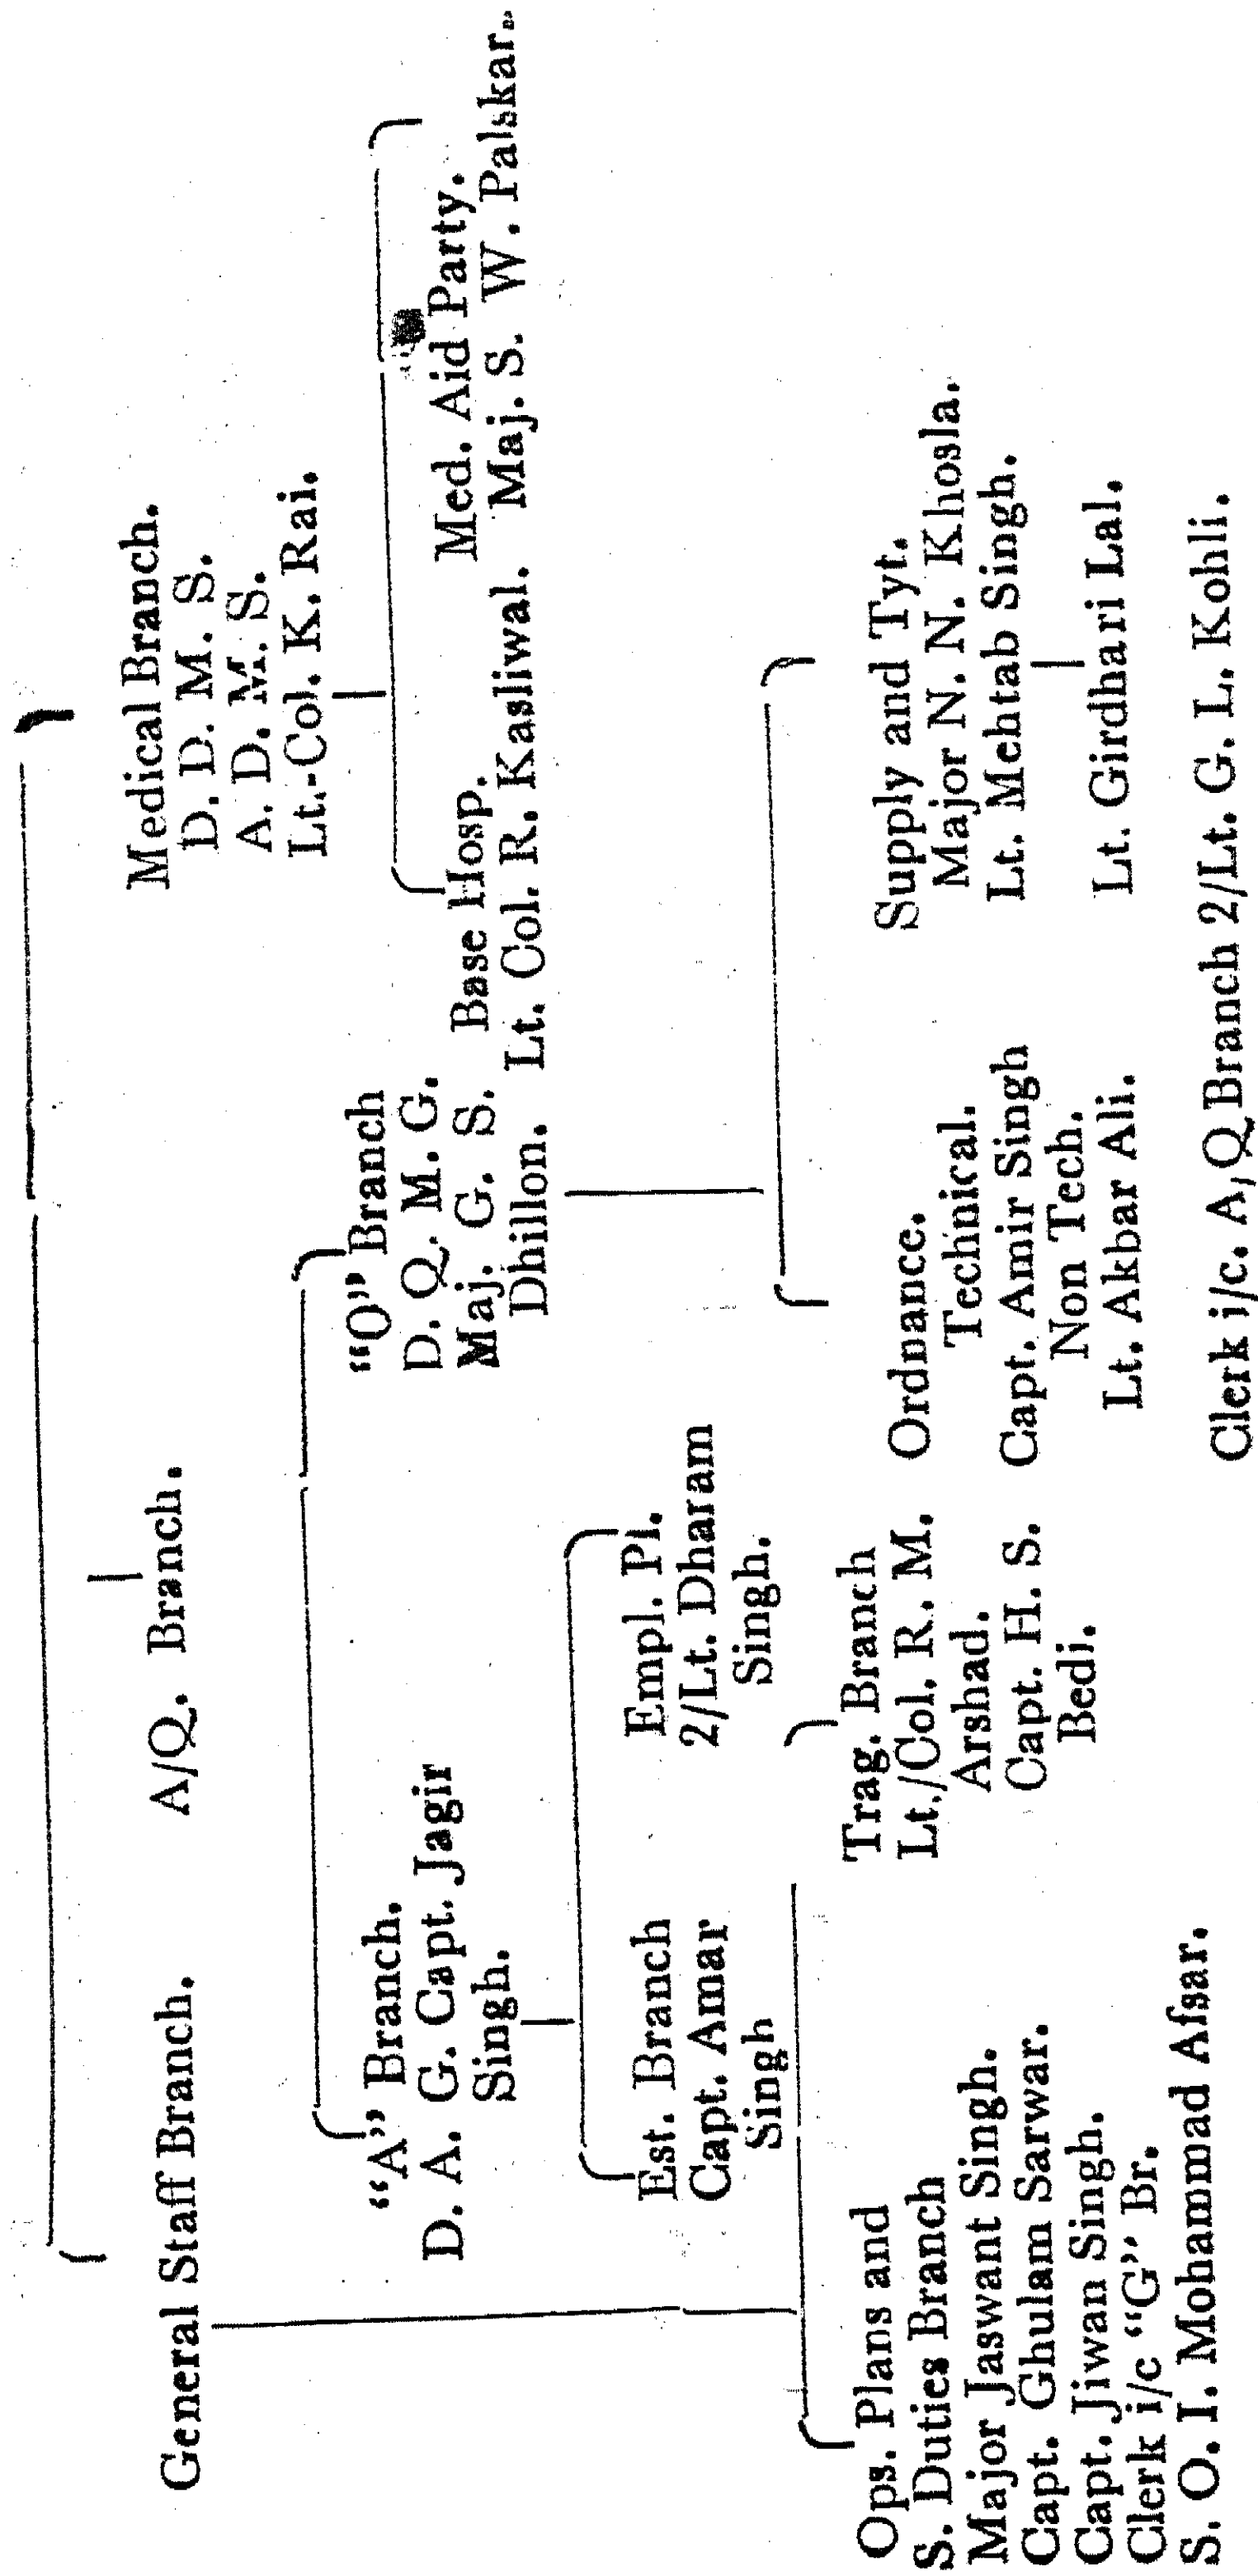 General Staff Branch.
A/Q. Branch.
Medical Branch.
D. D. M. S.
A. D. M. S.
Lt.-Col. K. Rai.
"A" Branch.
D. A. G. Capt. Jagir
Singh.
"O" Branch
D. Q. M. G.
Maj. G. S.
Dhillon.
Base Hosp.
Lt. Col. R. Kasliwal.
Med. Aid Party.
Maj. S. W. Palskar.
Est. Branch
Capt. Amar
Singh
Empl. Pl.
2/Lt. Dharam
Singh.
Ops. Plans and
S. Duties Branch
Major Jaswant Singh.
Capt. Ghulam Sarwar.
Capt. Jiwan Singh.
Clerk i/c "G" Br.
S. O. I. Mohammad Afsar.
Trag. Branch
Lt./Col. R. M.
Arshad.
Capt. H. S.
Bedi.
Ordnance.
Technical.
Capt. Amir Singh
Non Tech.
Lt. Akbar Ali.
Supply and Tyt.
Major N. N. Khosla.
Lt. Mehtab Singh.
Lt. Girdhari Lal.
Clerk i/c. A, Q Branch 2/Lt. G. L. Kohli.